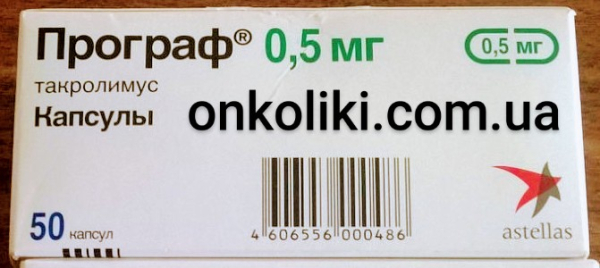 Програф® 0,5 мг
0,5 мг
такролимус
Капсулы
onkoliki.com.ua
50 капсул
4 606556 000486
astellas